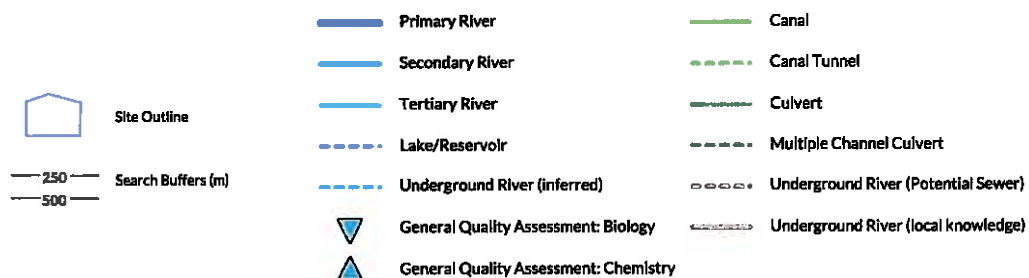 Site Outline
250
500
Search Buffers (m)
Primary River
Secondary River
Tertiary River
Lake/Reservoir
Underground River (inferred)
General Quality Assessment: Biology
General Quality Assessment: Chemistry
Canal
Canal Tunnel
Culvert
Multiple Channel Culvert
Underground River (Potential Sewer)
Underground River (local knowledge)